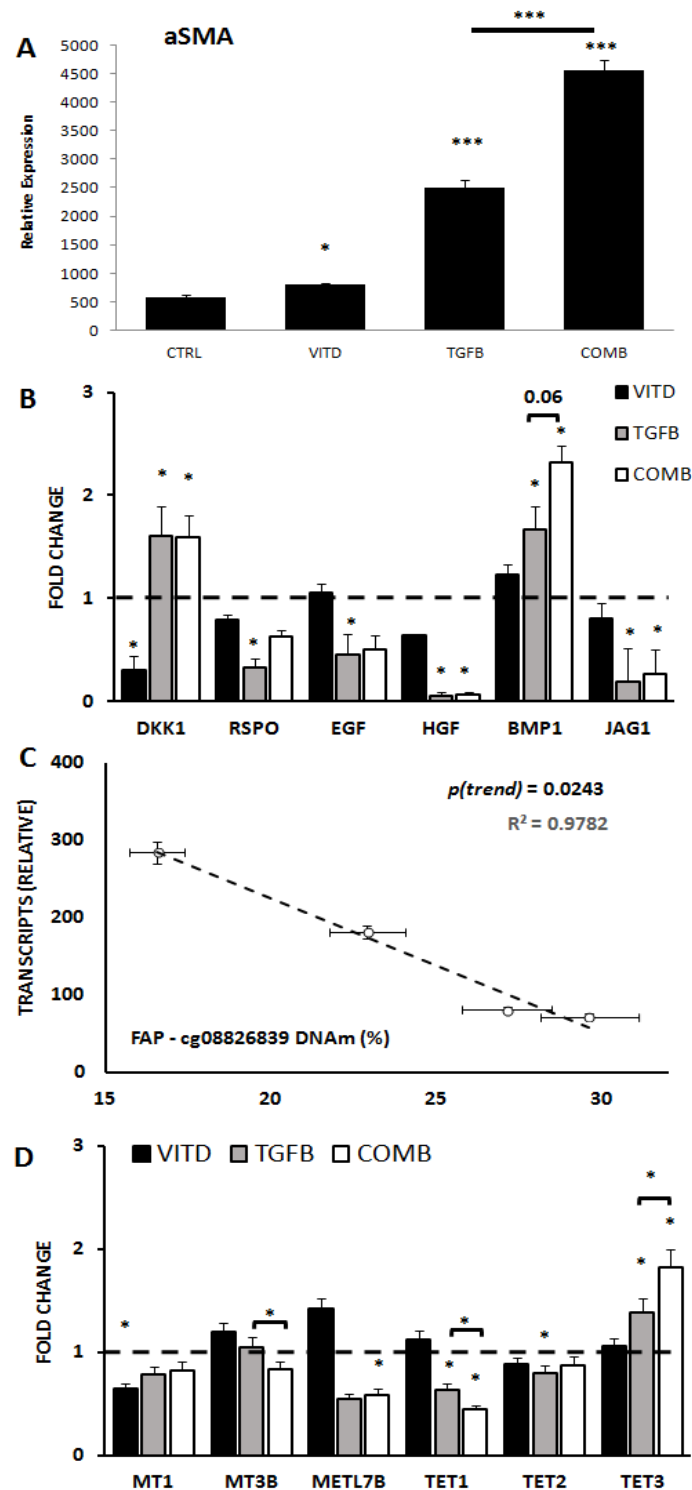 A
aSMA
***
***
***
*
Relative Expression
5000
4500
4000
3500
3000
2500
2000
1500
1000
500
0
CTRL VITD TGFB COMB
B
VITD
TGFB
COMB
FOLD CHANGE
3
2
1
0
0.06
* * * * * * * * * * *
DKK1 RSPO EGF HGF BMP1 JAG1
C
TRANSCRIPTS (RELATIVE)
400
300
200
100
0
p(trend) = 0.0243
R² = 0.9782
FAP - cg08826839 DNAm (%)
15 20 25 30
D
VITD TGFB COMB
FOLD CHANGE
3
2
1
0
* * * * * * * * * *
MT1 MT3B METL7B TET1 TET2 TET3